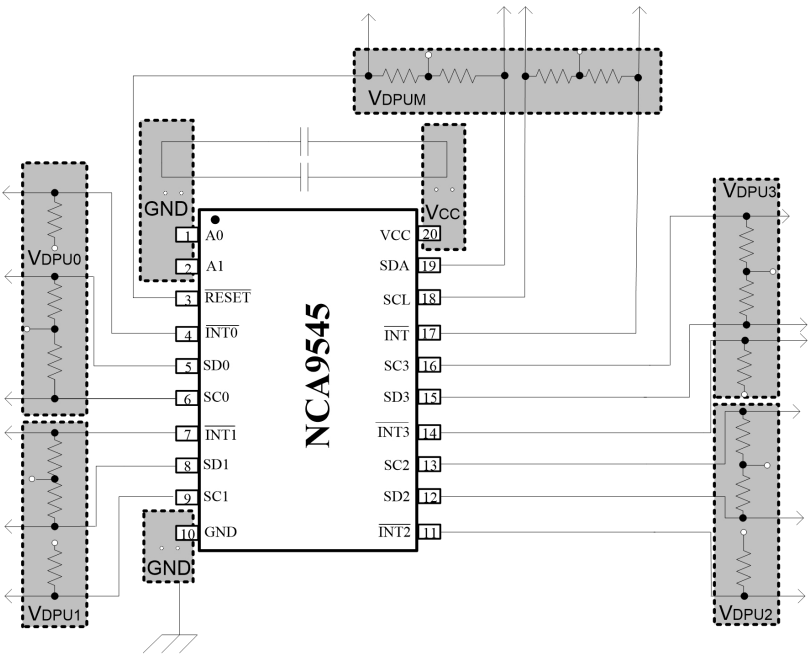 VDPUM
VDPU3
GND
VCC
VDPU0
1 A0 VCC 20
2 A1 SDA 19
3 RESET SCL 18
4 INT0 INT 17
5 SD0 SC3 16
6 SC0 SD3 15
7 INT1 INT3 14
8 SD1 SC2 13
9 SC1 SD2 12
10 GND INT2 11
NCA9545
GND
VDPU1
VDPU2